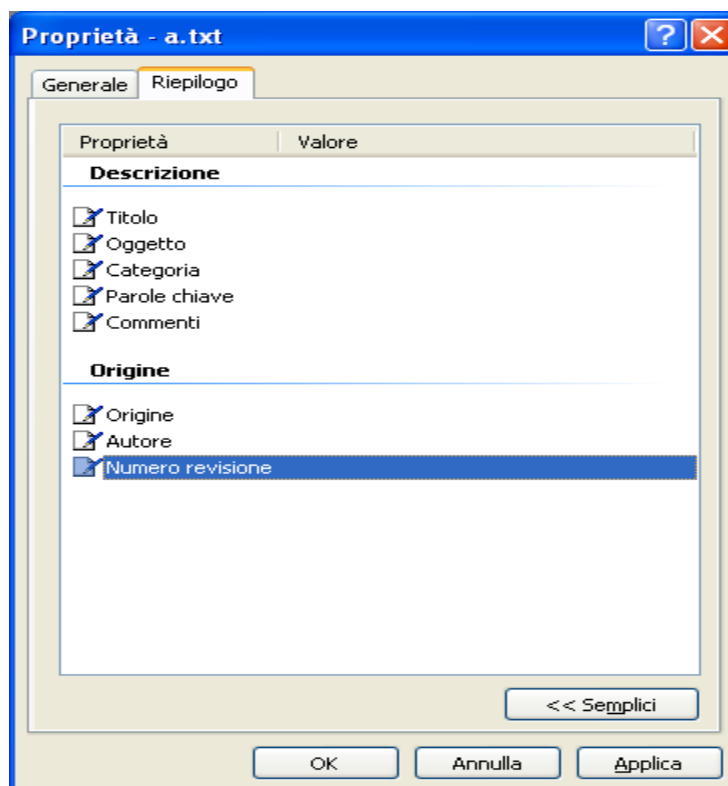 Proprietà - a.txt
Generale Riepilogo
Proprietà Valore
Descrizione
Titolo
Oggetto
Categoria
Parole chiave
Commenti
Origine
Origine
Autore
Numero revisione
<< Semplici
OK Annulla Applica